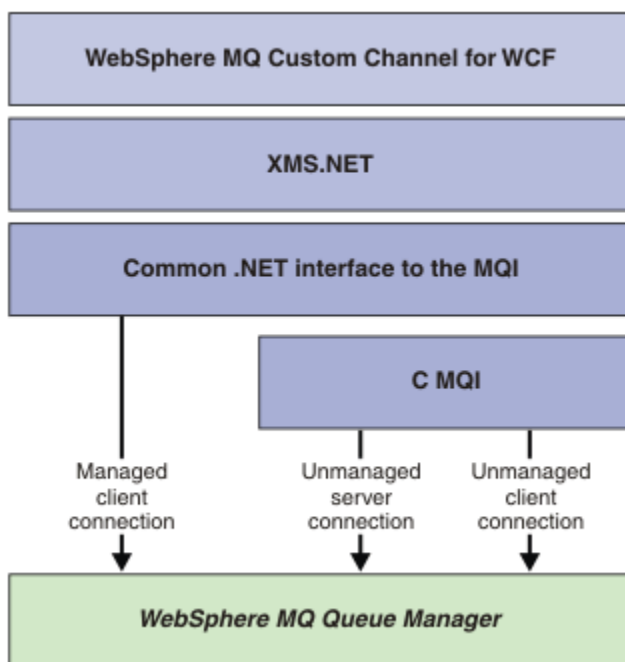 WebSphere MQ Custom Channel for WCF
XMS.NET
Common .NET interface to the MQI
C MQI
Managed
client
connection
Unmanaged
server
connection
Unmanaged
client
connection
WebSphere MQ Queue Manager